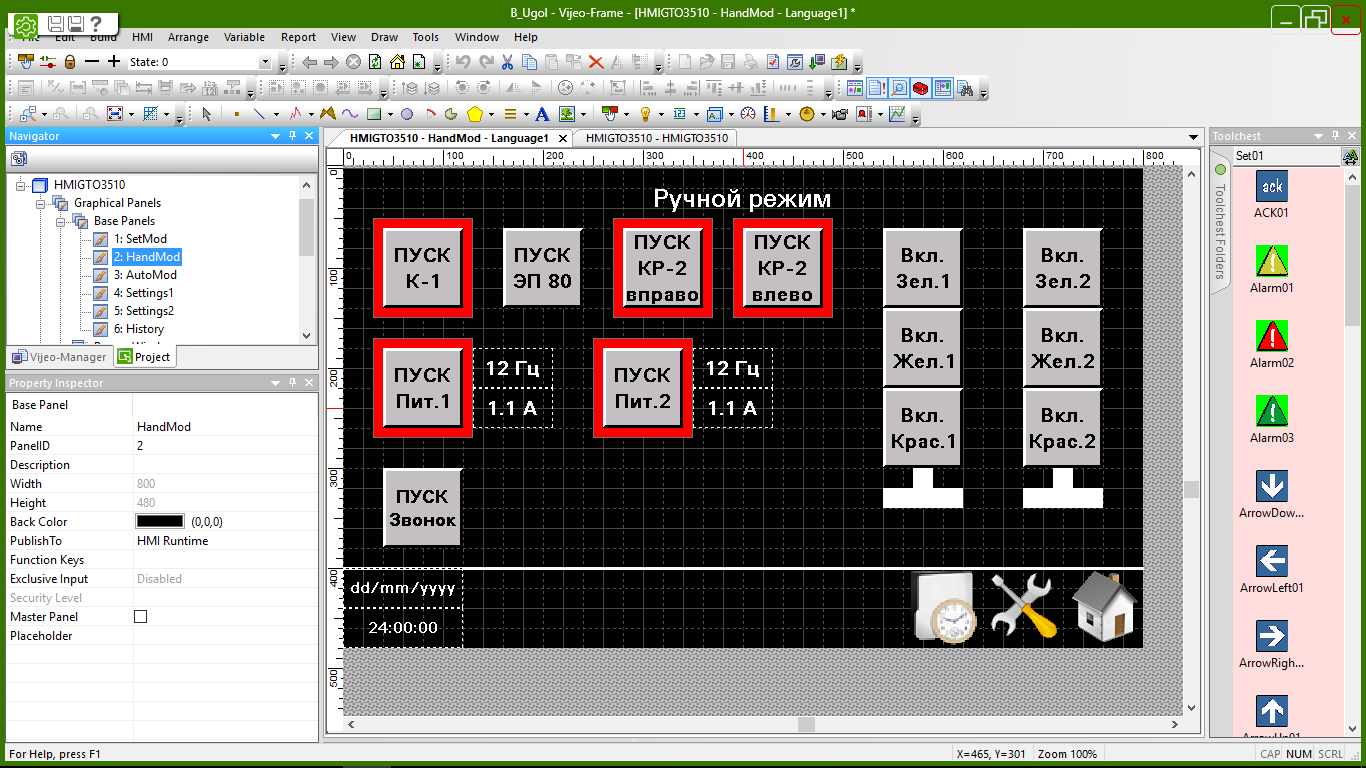 B_Ugol - Vijeo-Frame - [HMIGTO3510 - HandMod - Language1] *
Edit Build HMI Arrange Variable Report View Draw Tools Window Help
State: 0
Navigator
HMIGTO3510
Graphical Panels
Base Panels
1: SetMod
2: HandMod
3: AutoMod
4: Settings1
5: Settings2
6: History
Vijeo-Manager Project
Property Inspector
Base Panel
Name HandMod
PanelID 2
Description
Width 800
Height 480
Back Color (0,0,0)
PublishTo HMI Runtime
Function Keys
Exclusive Input Disabled
Security Level
Master Panel
Placeholder
HMIGTO3510 - HandMod - Language1 HMIGTO3510 - HMIGTO3510
0 100 200 300 400 500 600 700 800
0
100
200
300
400
500
Ручной режим
ПУСК
К-1
ПУСК
ЭП 80
ПУСК
КР-2
вправо
ПУСК
КР-2
влево
Вкл.
Зел.1
Вкл.
Зел.2
Вкл.
Жел.1
Вкл.
Жел.2
ПУСК
Пит.1
12 Гц
1.1 А
ПУСК
Пит.2
12 Гц
1.1 А
Вкл.
Крас.1
Вкл.
Крас.2
ПУСК
Звонок
dd/mm/yyyy
24:00:00
Toolchest
Toolchest Folders
Set01
ack
ACK01
Alarm01
Alarm02
Alarm03
ArrowDow...
ArrowLeft01
ArrowRigh...
For Help, press F1
X=465, Y=301 Zoom 100%
CAP NUM SCRL